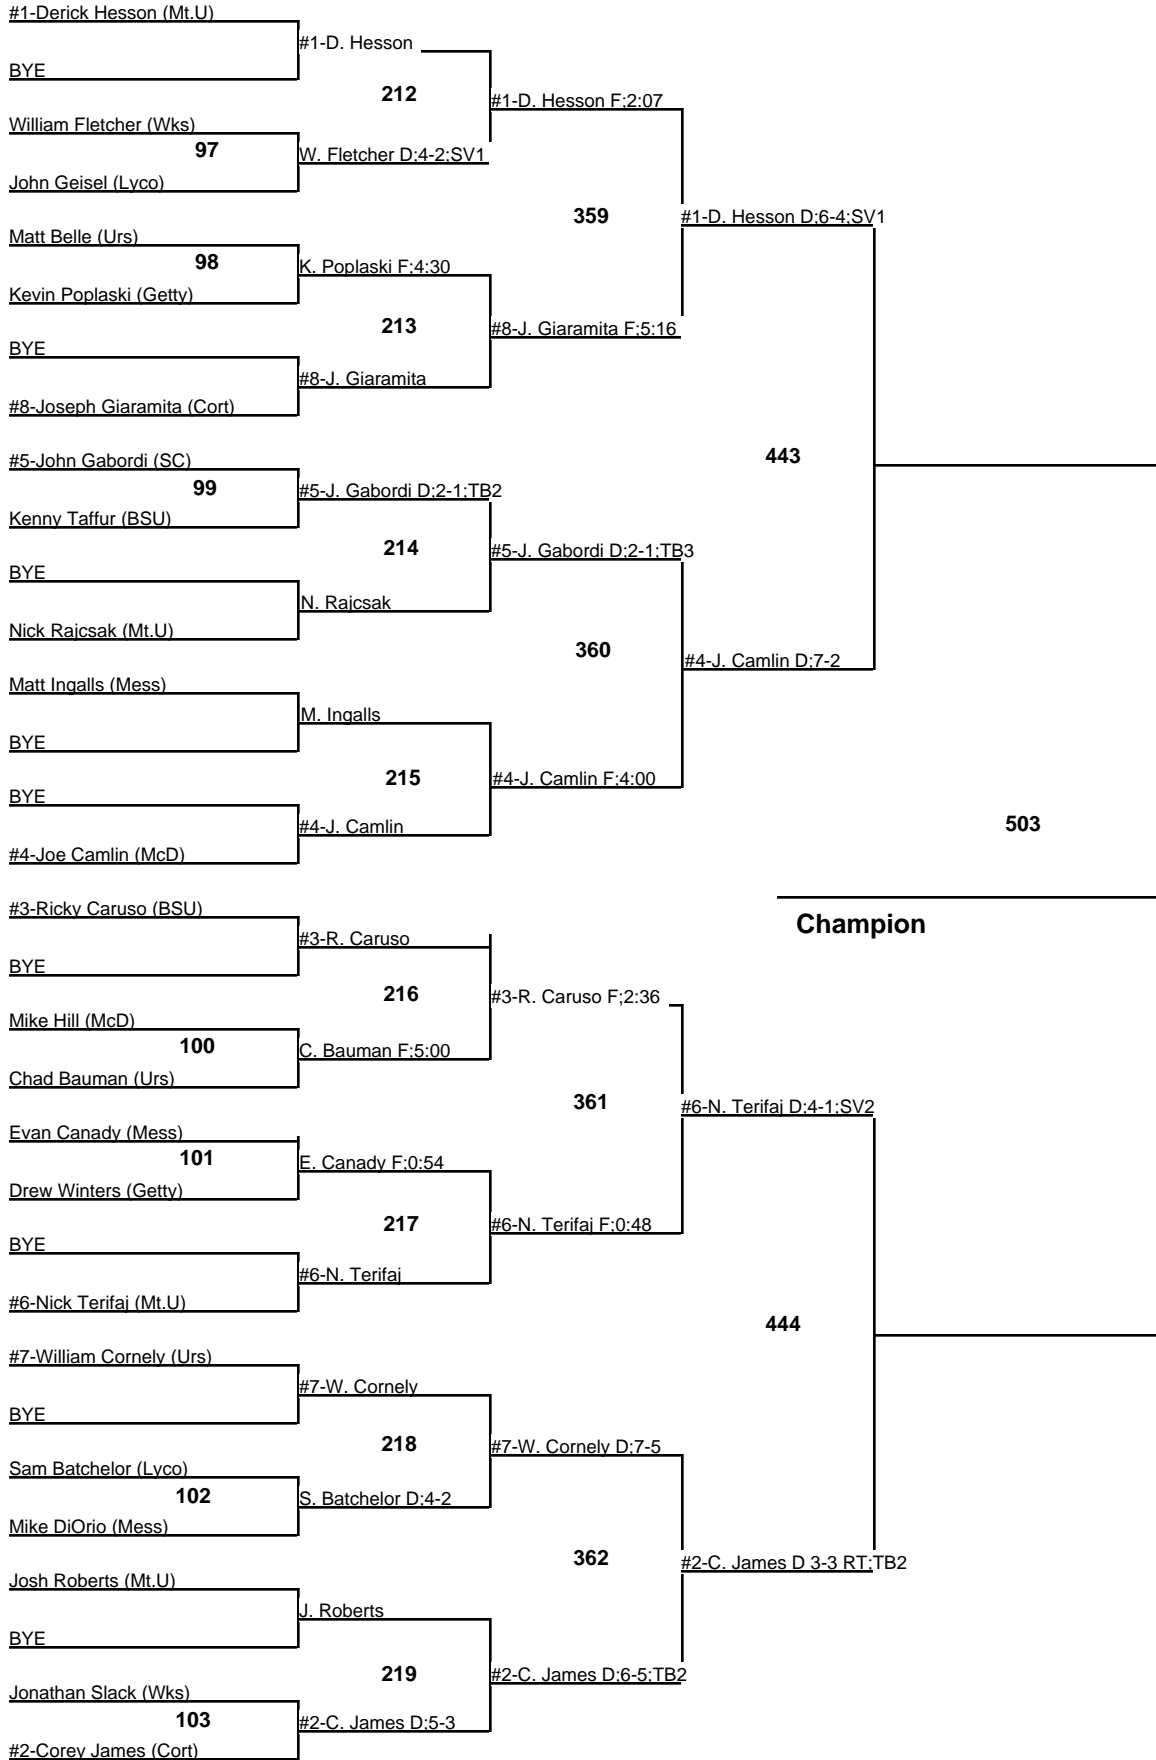 #1-Derick Hesson (Mt.U)
#1-D. Hesson
BYE
212
#1-D. Hesson F;2:07
William Fletcher (Wks)
97
W. Fletcher D;4-2;SV1
John Geisel (Lyco)
359
#1-D. Hesson D;6-4;SV1
Matt Belle (Urs)
98
K. Poplaski F;4:30
Kevin Poplaski (Getty)
213
#8-J. Giaramita F;5:16
BYE
#8-J. Giaramita
#8-Joseph Giaramita (Cort)
443
#5-John Gabordi (SC)
99
#5-J. Gabordi D;2-1;TB2
Kenny Taffur (BSU)
214
#5-J. Gabordi D;2-1;TB3
BYE
N. Rajcsak
Nick Rajcsak (Mt.U)
360
#4-J. Camlin D;7-2
Matt Ingalls (Mess)
M. Ingalls
BYE
215
#4-J. Camlin F;4:00
BYE
#4-J. Camlin
503
#4-Joe Camlin (McD)
#3-Ricky Caruso (BSU)
Champion
#3-R. Caruso
BYE
216
#3-R. Caruso F;2:36
Mike Hill (McD)
100
C. Bauman F;5:00
Chad Bauman (Urs)
361
#6-N. Terifaj D;4-1;SV2
Evan Canady (Mess)
101
E. Canady F;0:54
Drew Winters (Getty)
217
#6-N. Terifaj F;0:48
BYE
#6-N. Terifaj
#6-Nick Terifaj (Mt.U)
444
#7-William Cornely (Urs)
#7-W. Cornely
BYE
218
#7-W. Cornely D;7-5
Sam Batchelor (Lyco)
102
S. Batchelor D;4-2
Mike DiOrio (Mess)
362
#2-C. James D 3-3 RT;TB2
Josh Roberts (Mt.U)
J. Roberts
BYE
219
#2-C. James D;6-5;TB2
Jonathan Slack (Wks)
103
#2-C. James D;5-3
#2-Corey James (Cort)